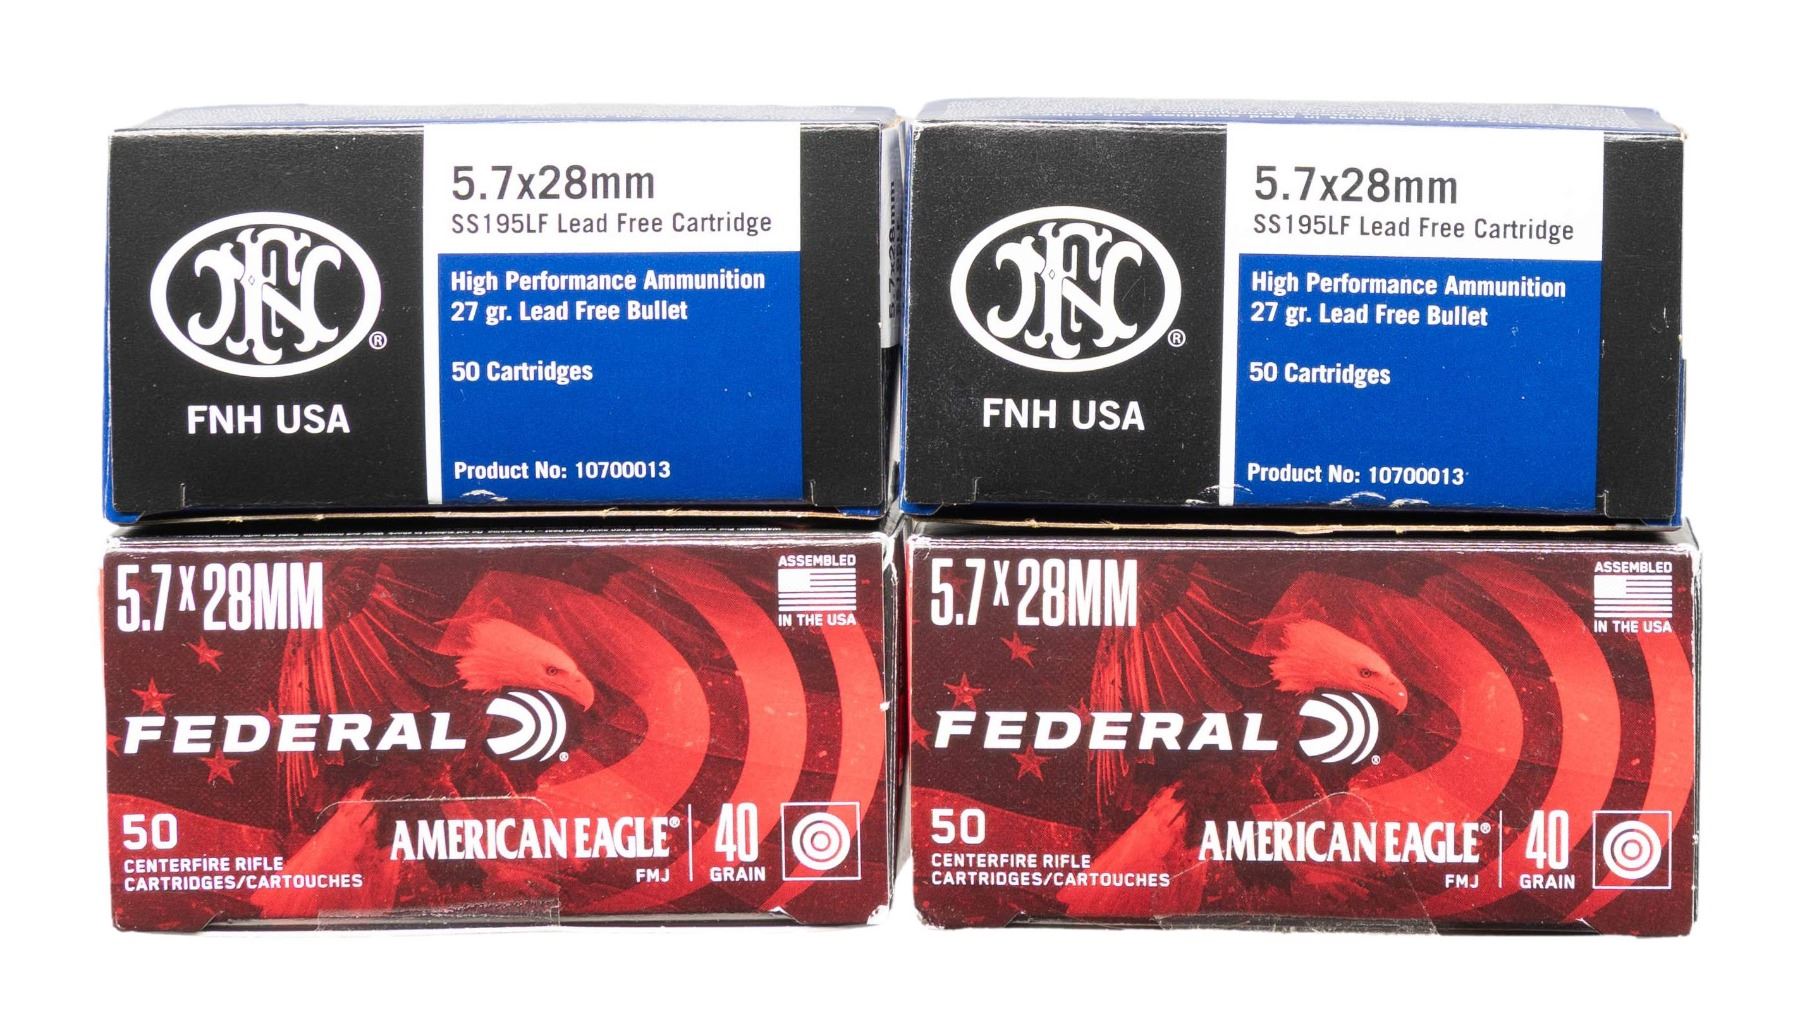 FN
®
FNH USA
5.7x28mm
SS195LF Lead Free Cartridge
High Performance Ammunition
27 gr. Lead Free Bullet
50 Cartridges
Product No: 10700013
FN
®
FNH USA
5.7x28mm
SS195LF Lead Free Cartridge
High Performance Ammunition
27 gr. Lead Free Bullet
50 Cartridges
Product No: 10700013
5.7X28MM
ASSEMBLED
IN THE USA
FEDERAL®
50
CENTERFIRE RIFLE
CARTRIDGES/CARTOUCHES
AMERICAN EAGLE®
FMJ
40
GRAIN
5.7X28MM
ASSEMBLED
IN THE USA
FEDERAL®
50
CENTERFIRE RIFLE
CARTRIDGES/CARTOUCHES
AMERICAN EAGLE®
FMJ
40
GRAIN